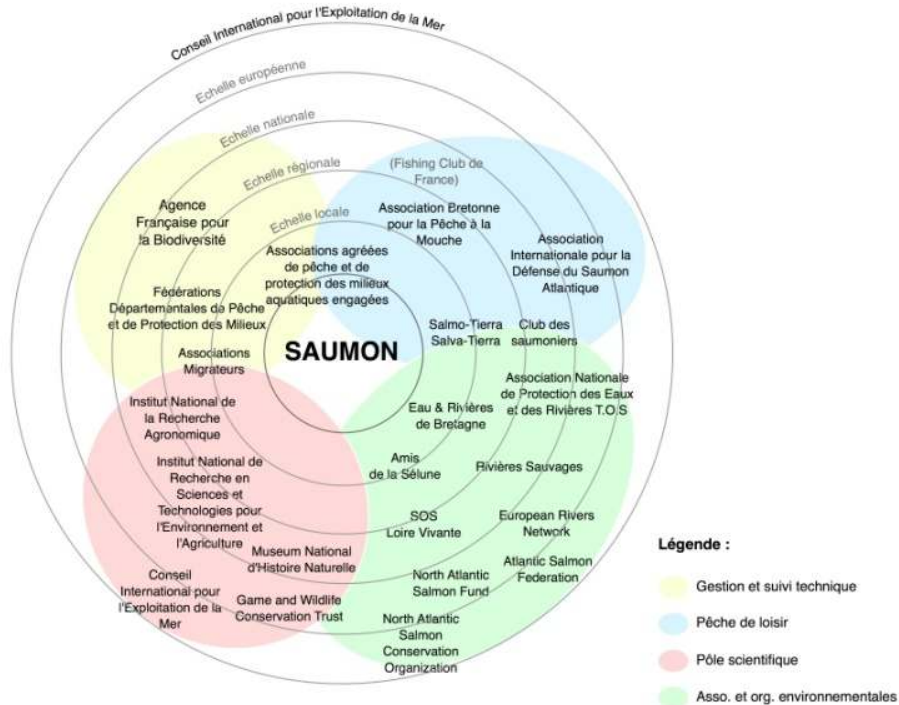 Conseil International pour l'Exploitation de la Mer
Echelle européenne
Echelle nationale
Echelle régionale
Echelle locale
(Fishing Club de
France)
Agence
Française pour
la Biodiversité
Association Bretonne
pour la Pêche à la
Mouche
Association
Internationale pour la
Défense du Saumon
Atlantique
Associations agréées
de pêche et de
protection des milieux
aquatiques engagées
Fédérations
Départementales de Pêche
et de Protection des Milieux
Salmo-Tierra
Salva-Tierra
Club des
saumoniers
SAUMON
Associations
Migrateurs
Association Nationale
de Protection des Eaux
et des Rivières T.O.S
Institut National de
la Recherche
Agronomique
Eau & Rivières
de Bretagne
Institut National de
Recherche en
Sciences et
Technologies pour
l'Environnement et
l'Agriculture
Amis
de la Sélune
Rivières Sauvages
SOS
Loire Vivante
European Rivers
Network
Museum National
d'Histoire Naturelle
Atlantic Salmon
Federation
Conseil
International pour
l'Exploitation de la
Mer
Game and Wildlife
Conservation Trust
North Atlantic
Salmon Fund
North Atlantic
Salmon
Conservation
Organization
Légende :
Gestion et suivi technique
Pêche de loisir
Pôle scientifique
Asso. et org. environnementales